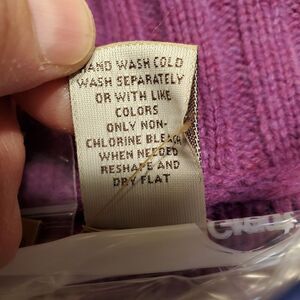 HAND WASH COLD
WASH SEPARATELY
OR WITH LIKE
COLORS
ONLY NON-
CHLORINE BLEACH
WHEN NEEDED
RESHAPE AND
DRY FLAT